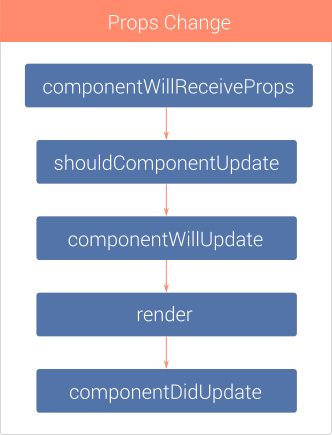 Props Change
componentWillReceiveProps
shouldComponentUpdate
componentWillUpdate
render
componentDidUpdate